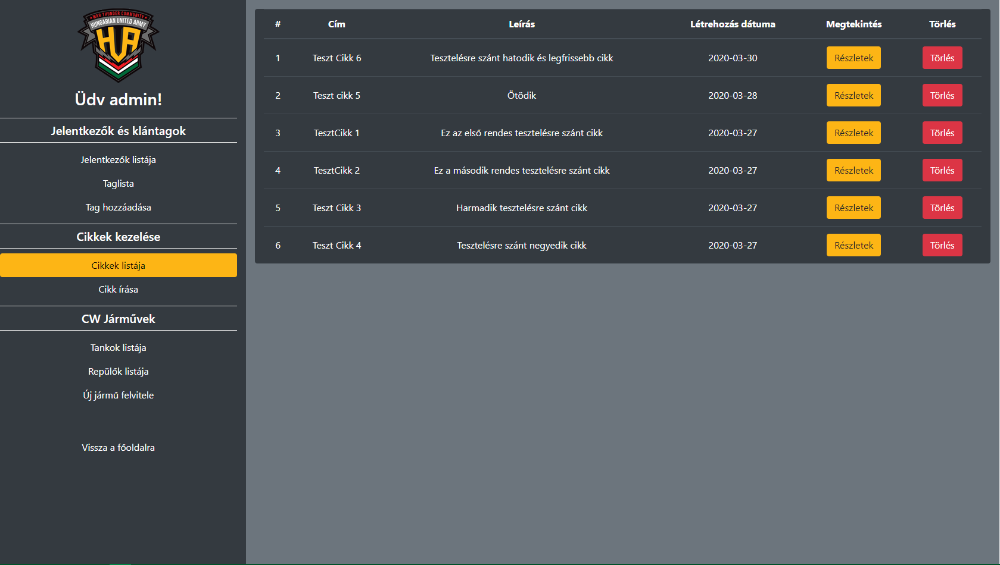 WAR THUNDER COMMUNITY
HUNGARIAN UNITED ARMY
HUA
Üdv admin!
Jelentkezők és klántagok
Jelentkezők listája
Taglista
Tag hozzáadása
Cikkek kezelése
Cikkek listája
Cikk írása
CW Járművek
Tankok listája
Repülők listája
Új jármű felvitele
Vissza a főoldalra
# Cím Leírás Létrehozás dátuma Megtekintés Törlés
1 Teszt Cikk 6 Tesztelésre szánt hatodik és legfrissebb cikk 2020-03-30 Részletek Törlés
2 Teszt cikk 5 Ötödik 2020-03-28 Részletek Törlés
3 TesztCikk 1 Ez az első rendes tesztelésre szánt cikk 2020-03-27 Részletek Törlés
4 TesztCikk 2 Ez a második rendes tesztelésre szánt cikk 2020-03-27 Részletek Törlés
5 Teszt Cikk 3 Harmadik tesztelésre szánt cikk 2020-03-27 Részletek Törlés
6 Teszt Cikk 4 Tesztelésre szánt negyedik cikk 2020-03-27 Részletek Törlés